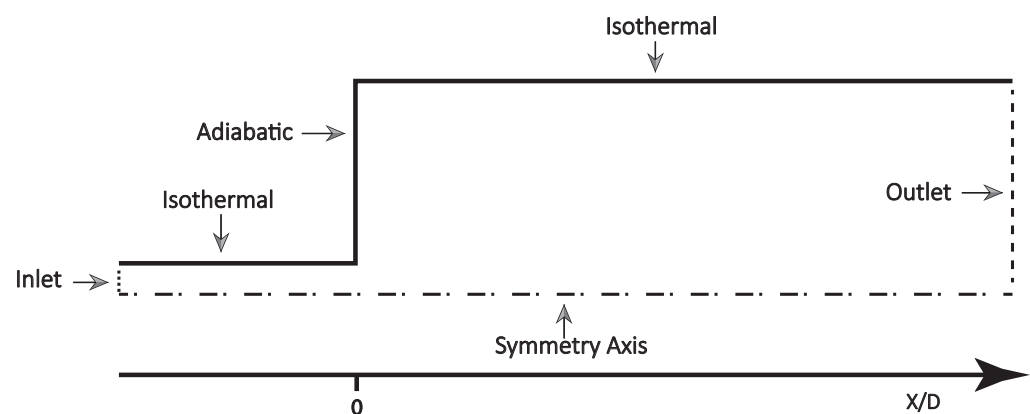 Isothermal
Adiabatic
Isothermal
Outlet
Inlet
Symmetry Axis
0
X/D